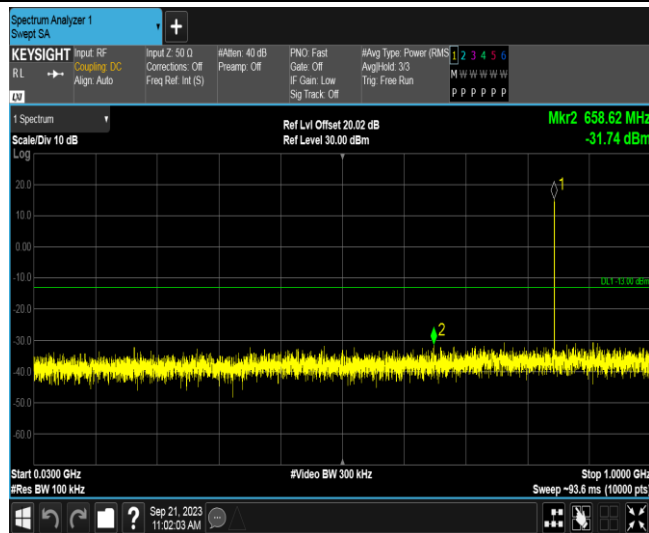 Spectrum Analyzer 1
Swept SA
KEYSIGHT
RL
LXI
Input: RF
Coupling: DC
Align: Auto
Input Z: 50 Ω
Corrections: Off
Freq Ref: Int (S)
#Atten: 40 dB
Preamp: Off
PNO: Fast
Gate: Off
IF Gain: Low
Sig Track: Off
#Avg Type: Power (RMS
Avg|Hold: 3/3
Trig: Free Run
1 2 3 4 5 6
M W W W W W
P P P P P P
1 Spectrum
Scale/Div 10 dB
Ref Lvl Offset 20.02 dB
Ref Level 30.00 dBm
Mkr2 658.62 MHz
-31.74 dBm
Log
20.0
10.0
0.00
-10.0
-20.0
-30.0
-40.0
-50.0
-60.0
1
2
DL1 -13.00 dBm
Start 0.0300 GHz
#Res BW 100 kHz
#Video BW 300 kHz
Stop 1.0000 GHz
Sweep ~93.6 ms (10000 pts)
Sep 21, 2023
11:02:03 AM